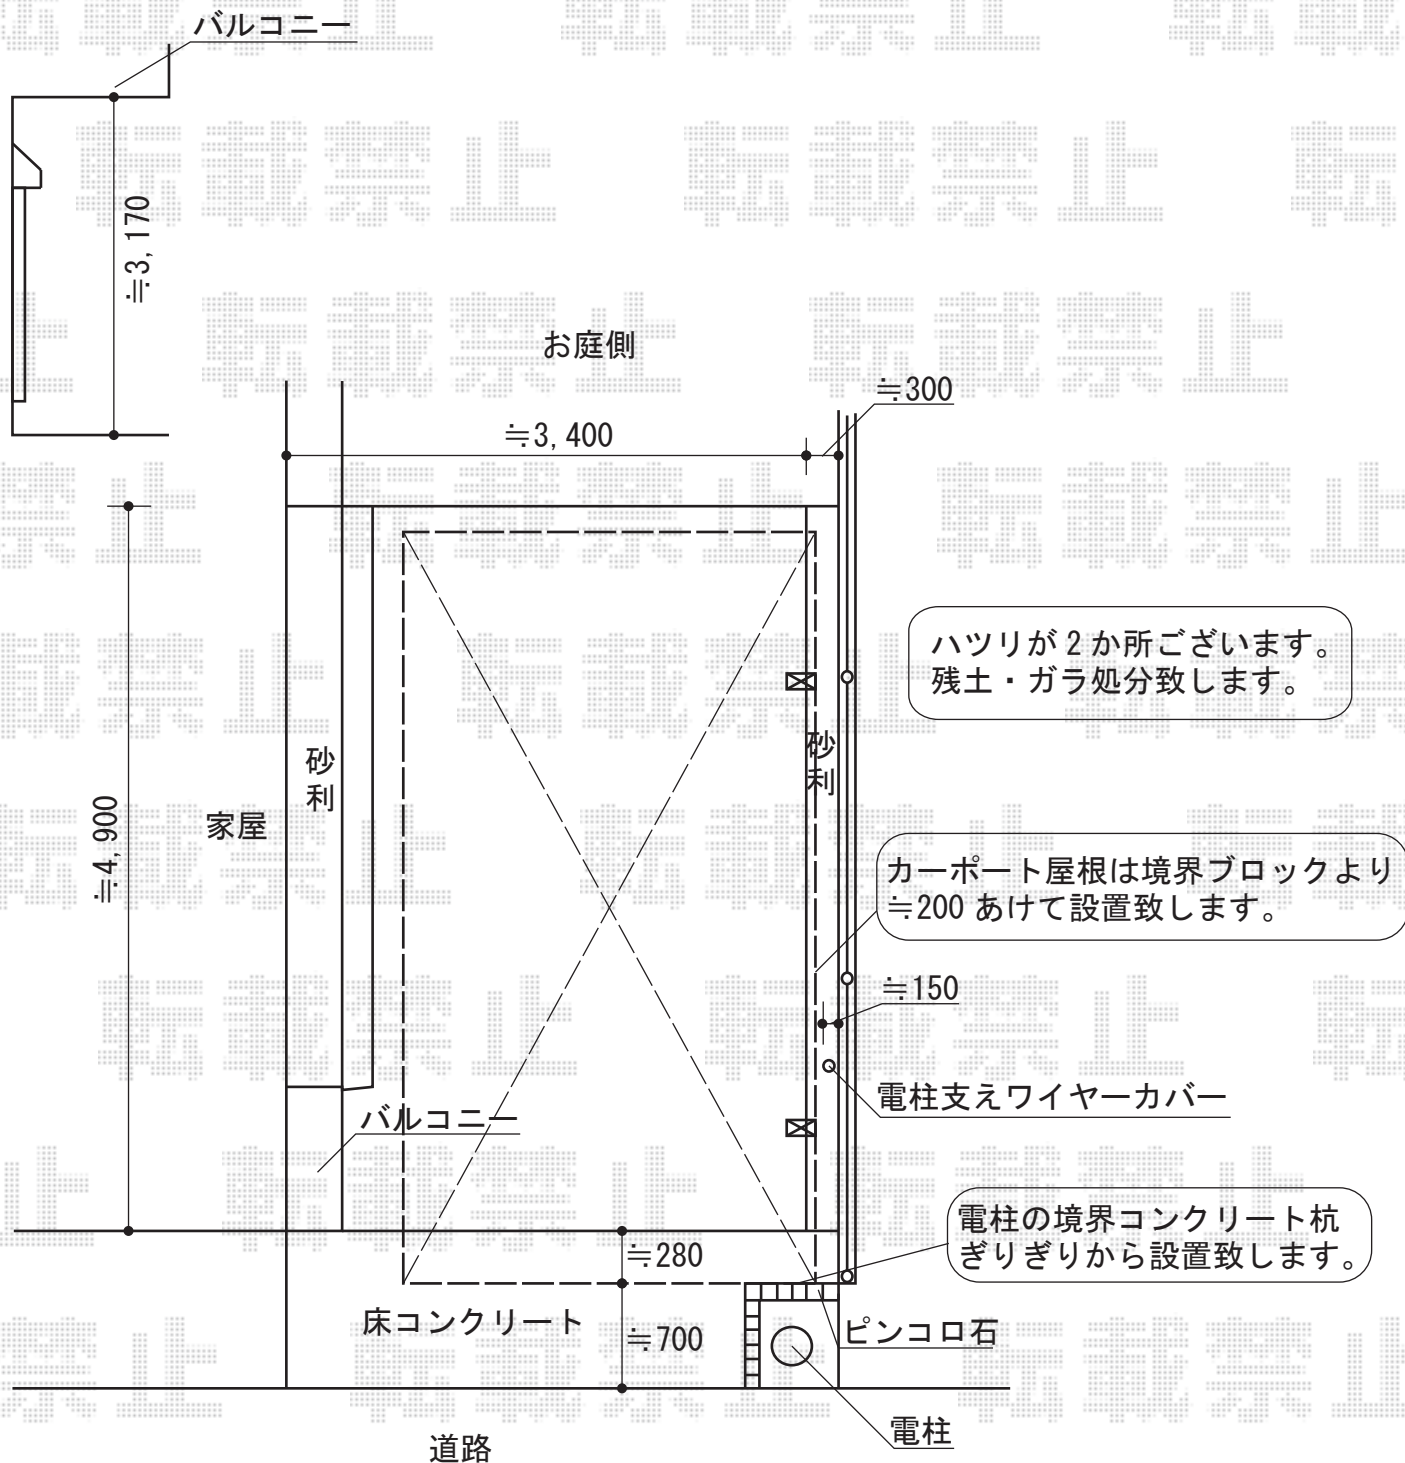 バルコニー
≒3,170
お庭側
≒300
≒3,400
ハツリが2か所ございます。
残土・ガラ処分致します。
砂利
砂利
家屋
≒4,900
カーポート屋根は境界ブロックより
≒200 あけて設置致します。
≒150
電柱支えワイヤーカバー
バルコニー
電柱の境界コンクリート杭
ぎりぎりから設置致します。
≒280
床コンクリート
≒700
ピンコロ石
電柱
道路
転載禁止